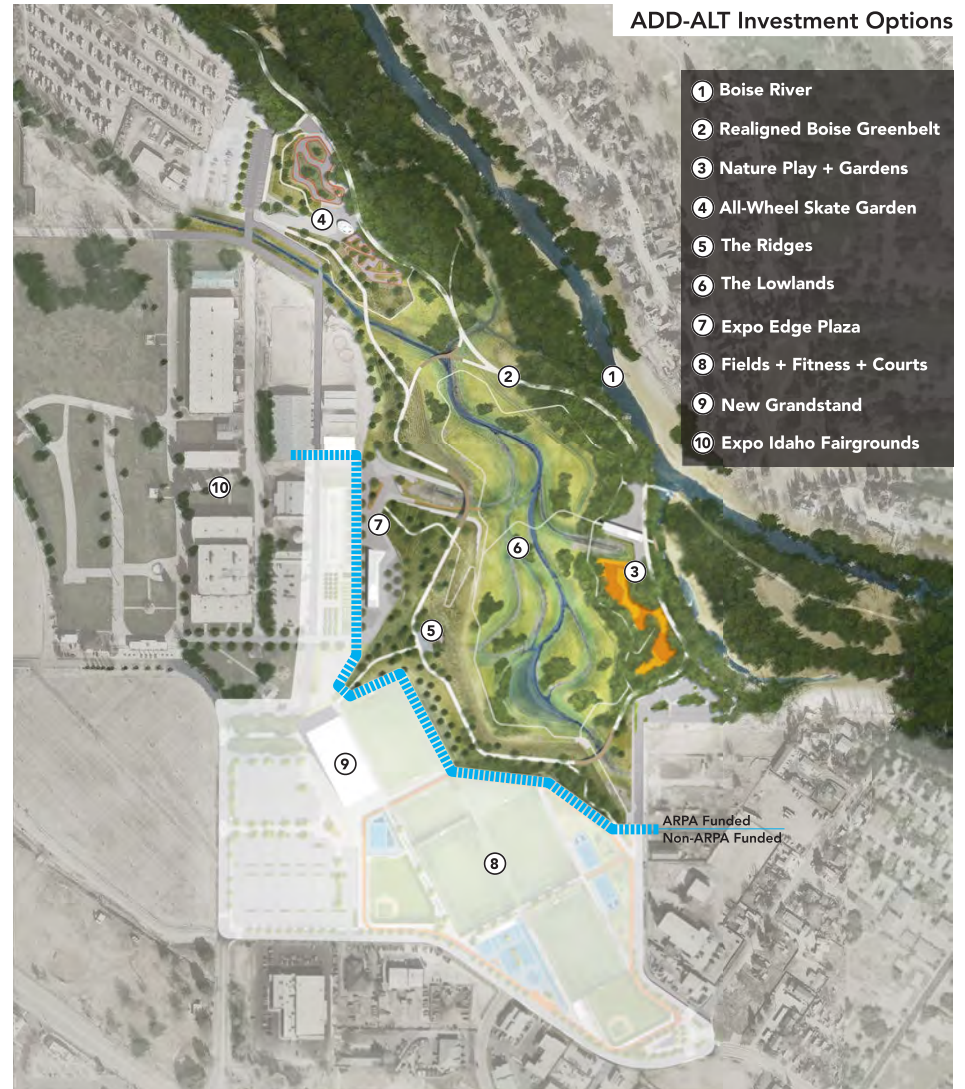 ADD-ALT Investment Options
1 Boise River
2 Realigned Boise Greenbelt
3 Nature Play + Gardens
4 All-Wheel Skate Garden
5 The Ridges
6 The Lowlands
7 Expo Edge Plaza
8 Fields + Fitness + Courts
9 New Grandstand
10 Expo Idaho Fairgrounds
4
2
1
10
7
6
3
5
9
ARPA Funded
Non-ARPA Funded
8